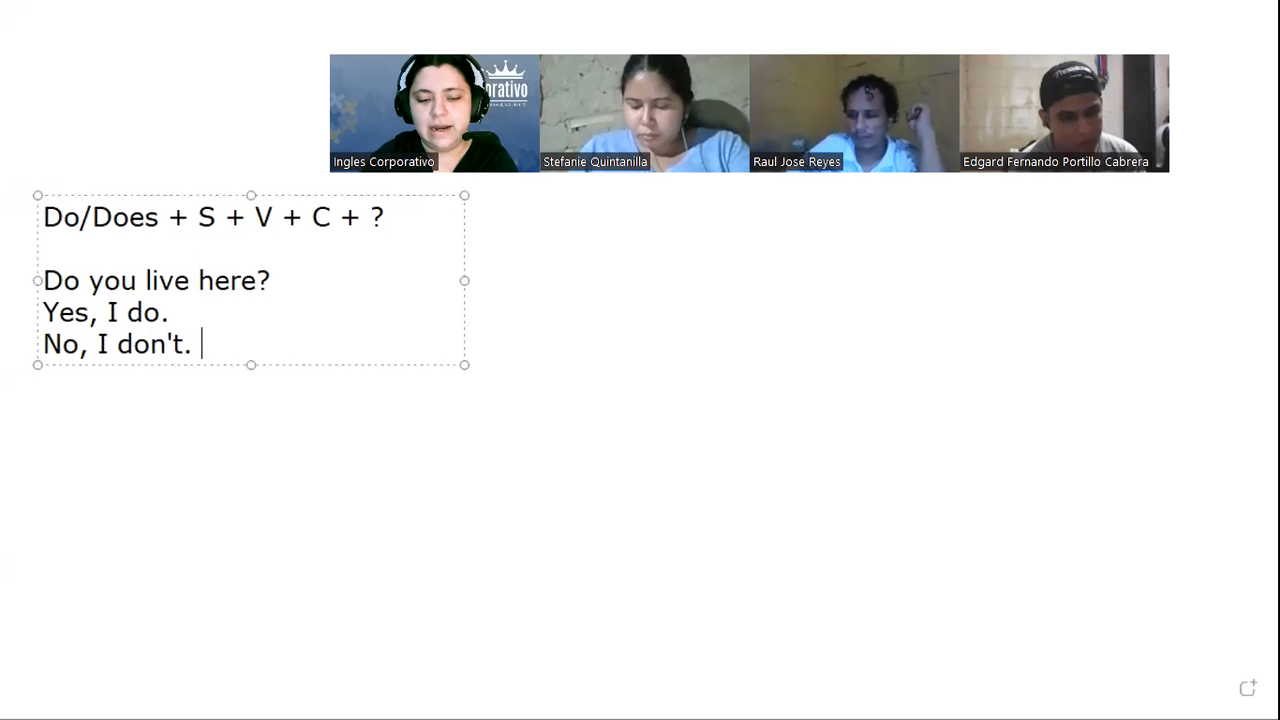 orativo
Ingles Corporativo
Stefanie Quintanilla
Raul Jose Reyes
Edgard Fernando Portillo Cabrera
Do/Does + S + V + C + ?
Do you live here?
Yes, I do.
No, I don't.